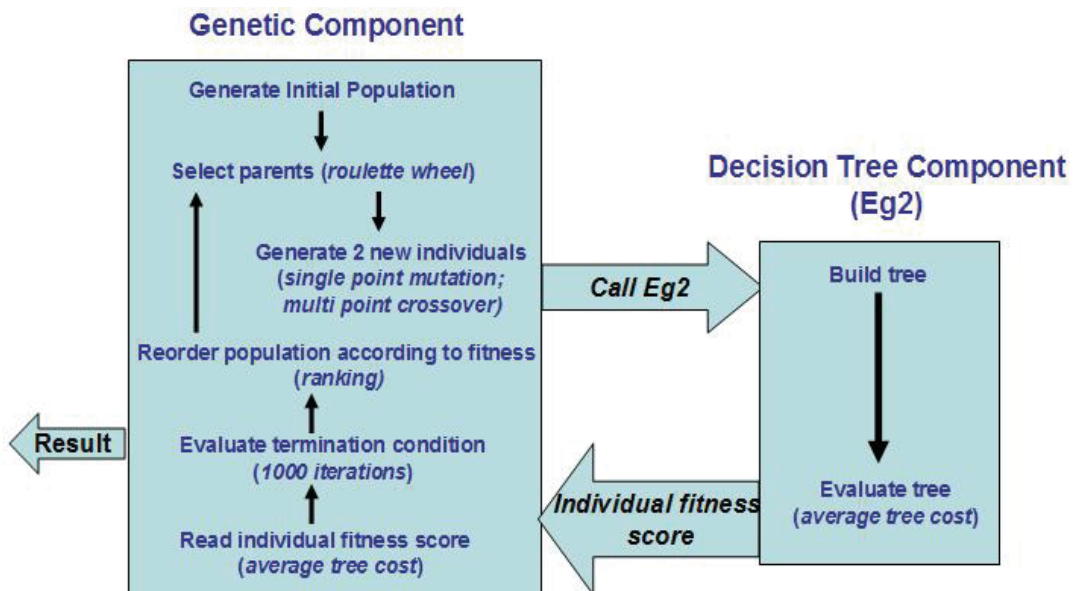 Genetic Component
Generate Initial Population
Select parents (roulette wheel)
Generate 2 new individuals
(single point mutation;
multi point crossover)
Reorder population according to fitness
(ranking)
Evaluate termination condition
(1000 iterations)
Read individual fitness score
(average tree cost)
Result
Call Eg2
Individual fitness
score
Decision Tree Component
(Eg2)
Build tree
Evaluate tree
(average tree cost)